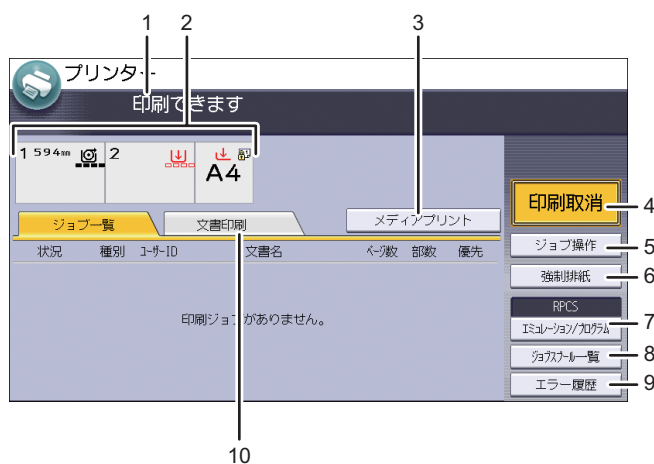 1 2 3
プリンター
印刷できます
1 594mm 2 A4
印刷取消 4
ジョブ一覧 文書印刷 メディアプリント
ジョブ操作 5
状況 種別 ユーザーID 文書名 ページ数 部数 優先
強制排紙 6
RPCS
印刷ジョブがありません。
エミュレーション/プログラム 7
ジョブスプール一覧 8
エラー履歴 9
10